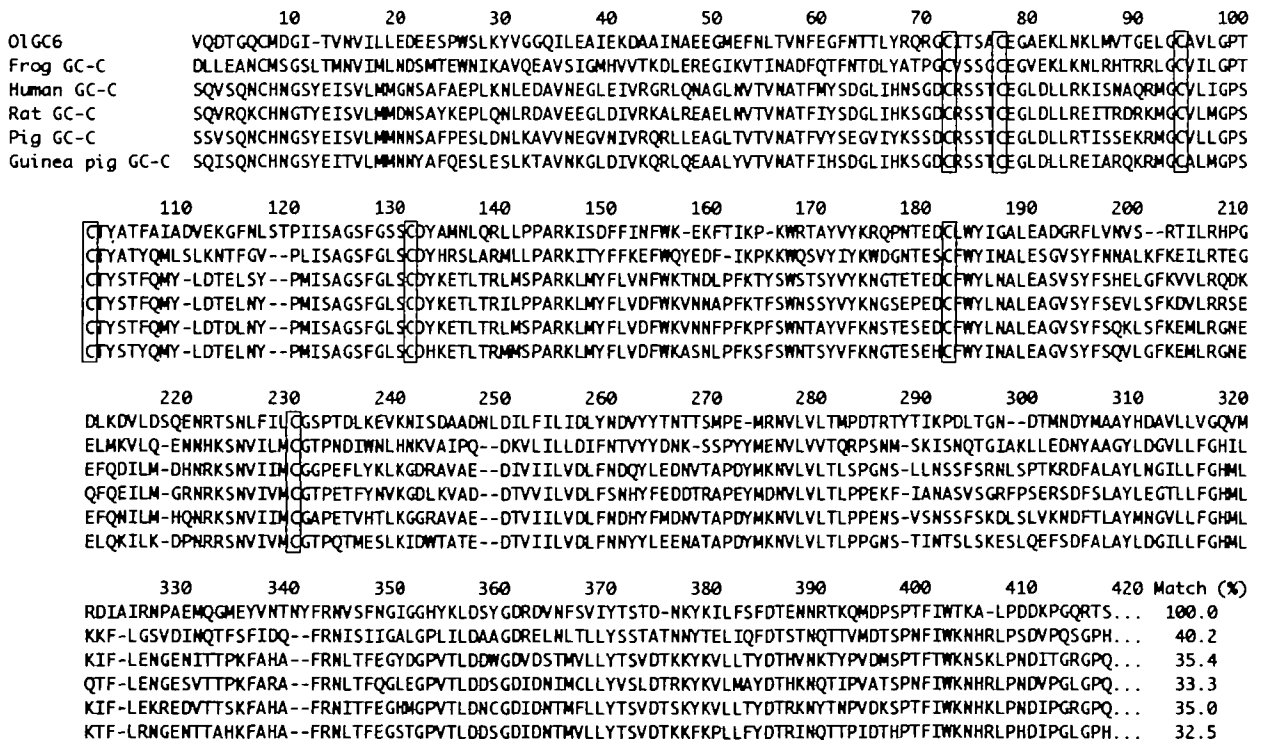 10 20 30 40 50 60 70 80 90 100
OlGC6 VQDTGQCMDGI-TVNVILLEDEESPWSLKYVGGQILEAIEKDAAINAEEGMEFNLTVNFEGFNTTLYRQRGCITSACEGAEKLNKLMVTGELGCAVLGPT
Frog GC-C DLLEANCMSGSLTMNVIMLNDSMTEWNIKAVQEAVSIGMHVVTKDLEREGIKVTINADFQTFNTDLYATPGCVSSGCEGVEKLKNLRHTRRLGCVILGPT
Human GC-C SQVSQNCHNGSYEISVLMMGNSAFAEPLKNLEDAVNEGLEIVRGRLQNAGLNVTVNATFMYSDGLIHNSGDCRSSTCEGLDLLRKISNAQRMGCVLIGPS
Rat GC-C SQVRQKCHNGTYEISVLMMDNSAYKEPLQNLRDAVEEGLDIVRKALREAELNVTVNATFIYSDGLIHKSGDCRSSTCEGLDLLREITRDRKMGCVLMGPS
Pig GC-C SSVSQNCHNGSYEISVLMMNNSAFPESLDNLKAVVNEGVNIVRQRLLEAGLTVTVNATFVYSEGVIYKSSDCRSSTCEGLDLLRTISSEKRMGCVLLGPS
Guinea pig GC-C SQISQNCHNGSYEITVLMMNNYAFQESLESLKTAVNKGLDIVKQRLQEAALYVTVNATFIHSDGLIHKSGDCRSSTCEGLDLLREIARQKRMGCALMGPS
110 120 130 140 150 160 170 180 190 200 210
CTYATFAIADVEKGFNLSTPIISAGSFGSSCDYAMNLQRLLPPARKISDFFINFWK-EKFTIKP-KWRTAYVYKRQPNTEDCLWYIGALEADGRFLVNVS--RTILRHPG
CTYATYQMLSLKNTFGV--PLISAGSFGLSCDYHRSLARMLLPARKITYFFKEFWQYEDF-IKPKKWQSVYIYKWDGNTESCFWYINALESGVSYFNNALKFKEILRTEG
CTYSTFQMY-LDTELSY--PMISAGSFGLSCDYKETLTRLMSPARKLMYFLVNFWKTNDLPFKTYSWSTSYVYKNGTETEDCFWYLNALEAGVSYFSHELGFKVVLRQDK
CTYSTFQMY-LDTELNY--PMISAGSFGLSCDYKETLTRILPPARKLMYFLVDFWKVNNAPFKTFSWNSSYVYKNGSEPEDCFWYLNALEAGVSYFSEVLSFKDVLRRSE
CTYSTFQMY-LDTDLNY--PMISAGSFGLSCDYKETLTRLMSPARKLMYFLVDFWKVNNFPFKPFSWNTAYVFKNSTESEDCFWYLNALEAGVSYFSQKLSFKEMLRGNE
CTYSTYQMY-LDTELNY--PMISAGSFGLSCDHKETLTRMMSPARKLMYFLVDFWKASNLPFKSFSWNTSYVFKNGTESEHCFWYINALEAGVSYFSQVLGFKEMLRGNE
220 230 240 250 260 270 280 290 300 310 320
DLKDVLDSQENRTSNLFILCGSPTDLKEVKNISDAADNLDILFILIDLYNDVYYTNTTSMPE-MRNVLVLTMPDTRTYTIKPDLTGN--DTMNDYMAAYHDAVLLVGQVM
ELMKVLQ-ENNHKSNVILMCGTPNDIWNLHNKVAIPQ--DKVLILLDIFNTVYYDNK-SSPYYMENVLVVTQRPSNM-SKISNQTGIAKLLEDNYAAGYLDGVLLFGHIL
EFQDILM-DHNRKSNVIIMCGGPEFLYKLKGDRAVAE--DIVIILVDLFNDQYLEDNVTAPDYMKNVLVLTLSPGNS-LLNSSFSRNLSPTKRDFALAYLNGILLFGHML
QFQEILM-GRNRKSNVIVMCGTPETFYNVKGDLKVAD--DTVVILVDLFSNHYFEDDTRAPEYMDNVLVLTLPPEKF-IANASVSGRFPSERSDFSLAYLEGTLLFGHML
EFQNILM-HQNRKSNVIIMCGAPETVHTLKGGRAVAE--DTVIILVDLFNDHYFMDNVTAPDYMKNVLVLTLPPENS-VSNSSFSKDLSLVKNDFTLAYMNGVLLFGHML
ELQKILK-DPNRRSNVIVMCGTPQTMESLKIDWTATE--DTVIILVDLFNNYYLEENATAPDYMKNVLVLTLPPGNS-TINTSLSKESLQEFSDFALAYLDGILLFGHML
330 340 350 360 370 380 390 400 410 420 Match (%)
RDIAIRNPAEMQGMEYVNTNYFRNVSFNGIGGHYKLDSYGDRDVNFSVIYTSTD-NKYKILFSFDTENNRTKQMDPSPTFIWTKA-LPDDKPGQRTS... 100.0
KKF-LGSVDINQTFSFIDQ--FRNISIIGALGPLILDAAGDRELNLTLLYSSTATNNYTELIQFDTSTNQTTVMDTSPNFIWKNHRLPSDVPQSGPH... 40.2
KIF-LENGENITTPKFAHA--FRNLTFEGYDGPVTLDDWGDVDSTMVLLYTSVDTKKYKVLLTYDTHVNKTYPVDMSPTFTWKNSKLPNDITGRGPQ... 35.4
QTF-LENGESVTTPKFARA--FRNLTFQGLEGPVTLDDSGDIDNIMCLLYVSLDTRKYKVLMAYDTHKNQTIPVATSPNFIWKNHRLPNDVPGLGPQ... 33.3
KIF-LEKREDVTTSKFAHA--FRNITFEGHMGPVTLDNCGDIDNTMFLLYTSVDTSKYKVLLTYDTRKNYTNPVDKSPTFIWKNHRLPNDIPGRGPQ... 35.0
KTF-LRNGENTTAHKFAHA--FRNLTFEGSTGPVTLDDSGDIDNTMVLLYTSVDTKKFKPLLFYDTRINQTTPIDTHPTFIWKNHRLPHDIPGLGPH... 32.5